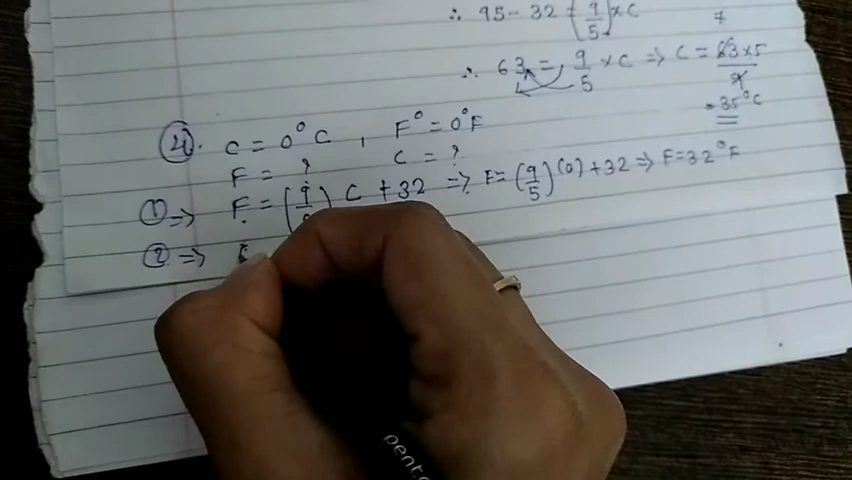 ∴ 95 - 32 = (9/5) × C
7
∴ 63 = 9/5 × C => C = 63 × 5 / 9
= 35°C
(4). C = 0°C , F° = 0°F
F = ? C = ?
(1) => F = (9/5) C + 32 => F = (9/5) (0) + 32 => F = 32°F
(2) =>
pent